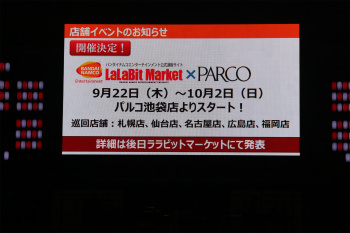 店舗イベントのお知らせ
開催決定！
バンダイナムコエンターテインメント公式通販サイト
BANDAI NAMCO Entertainment LaLaBit Market × PARCO
9月22日（木）～10月2日（日）
パルコ池袋店よりスタート！
巡回店舗：札幌店、仙台店、名古屋店、広島店、福岡店
詳細は後日ララビットマーケットにて発表